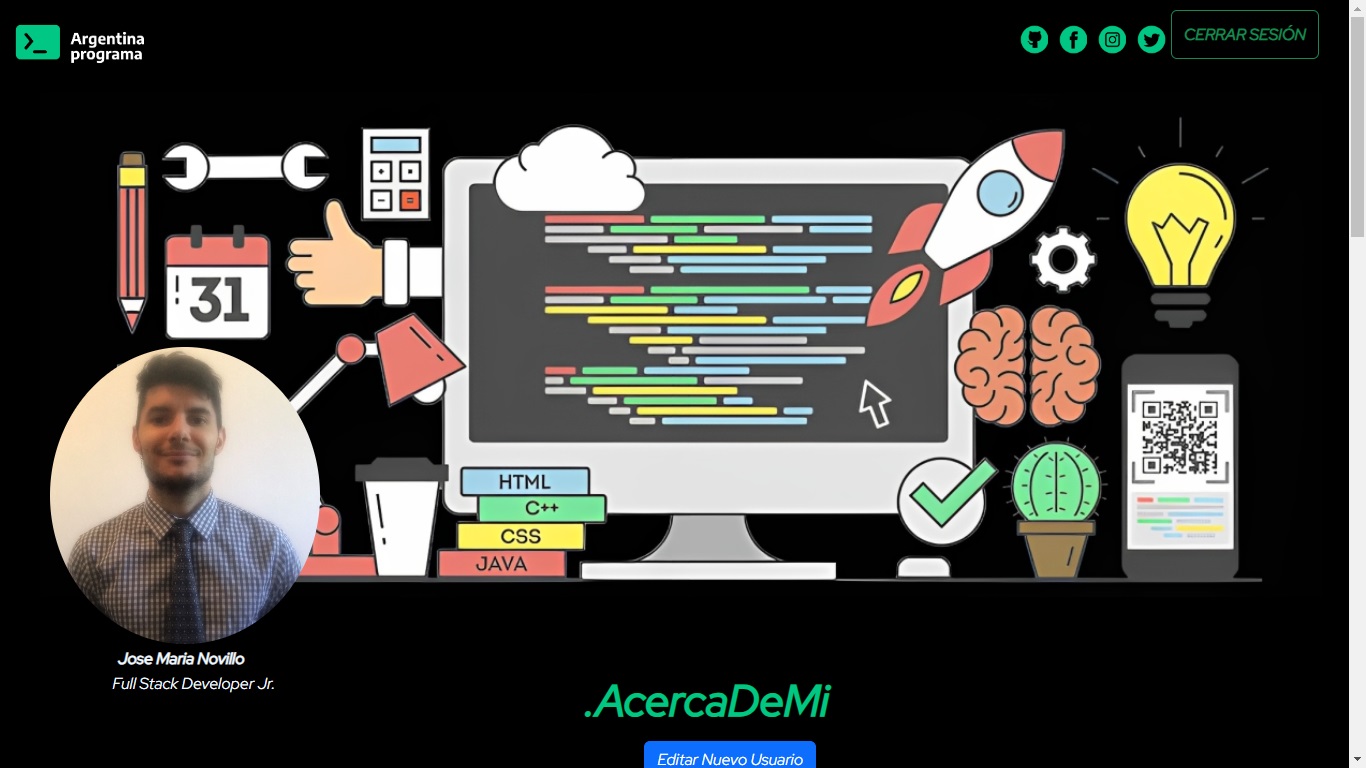 Argentina
programa
CERRAR SESIÓN
31
HTML
C++
CSS
JAVA
Jose Maria Novillo
Full Stack Developer Jr.
.AcercaDeMi
Editar Nuevo Usuario